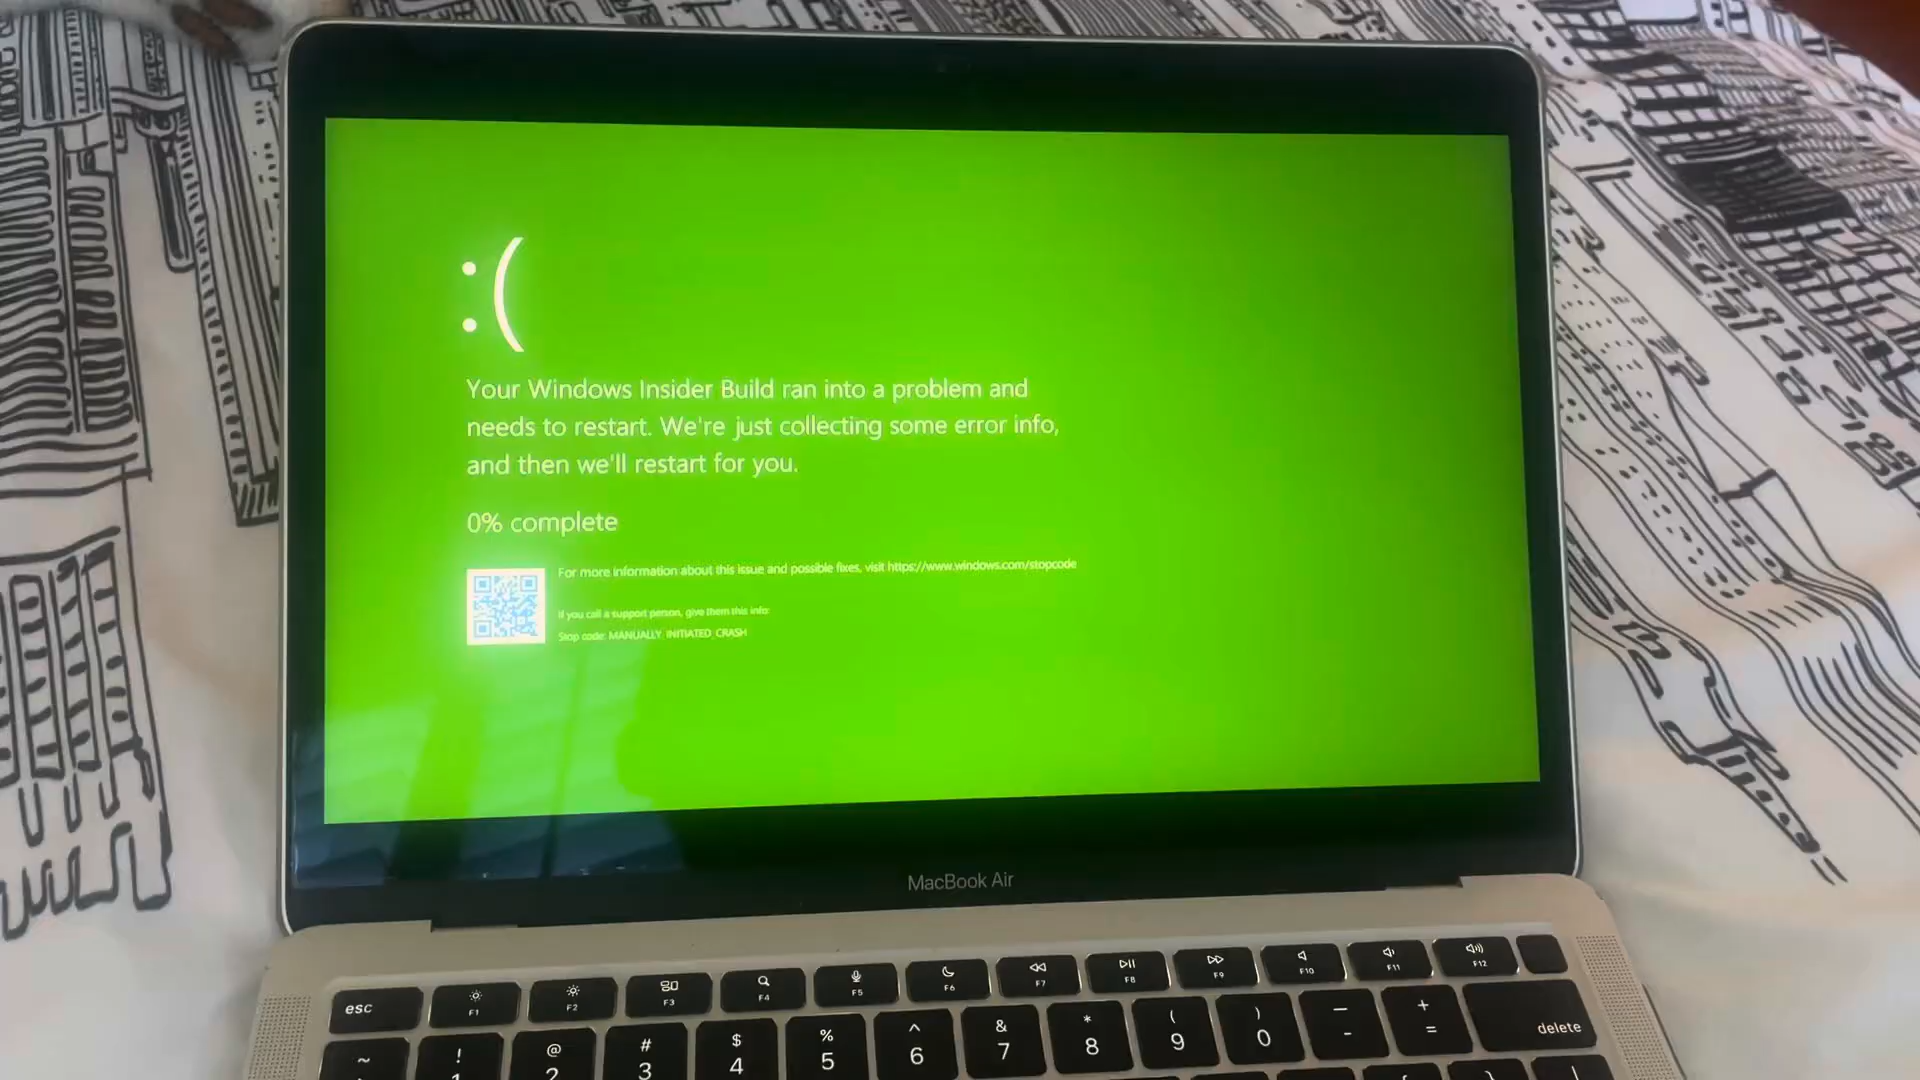 :(
Your Windows Insider Build ran into a problem and
needs to restart. We're just collecting some error info,
and then we'll restart for you.
0% complete
For more information about this issue and possible fixes, visit https://www.windows.com/stopcode
If you call a support person, give them this info:
Stop code: MANUALLY_INITIATED_CRASH
MacBook Air
esc F1 F2 F3 F4 F5 F6 F7 F8 F9 F10 F11 F12
~ ! @ # $ % ^ & * ( ) — +
1 2 3 4 5 6 7 8 9 0 - = delete